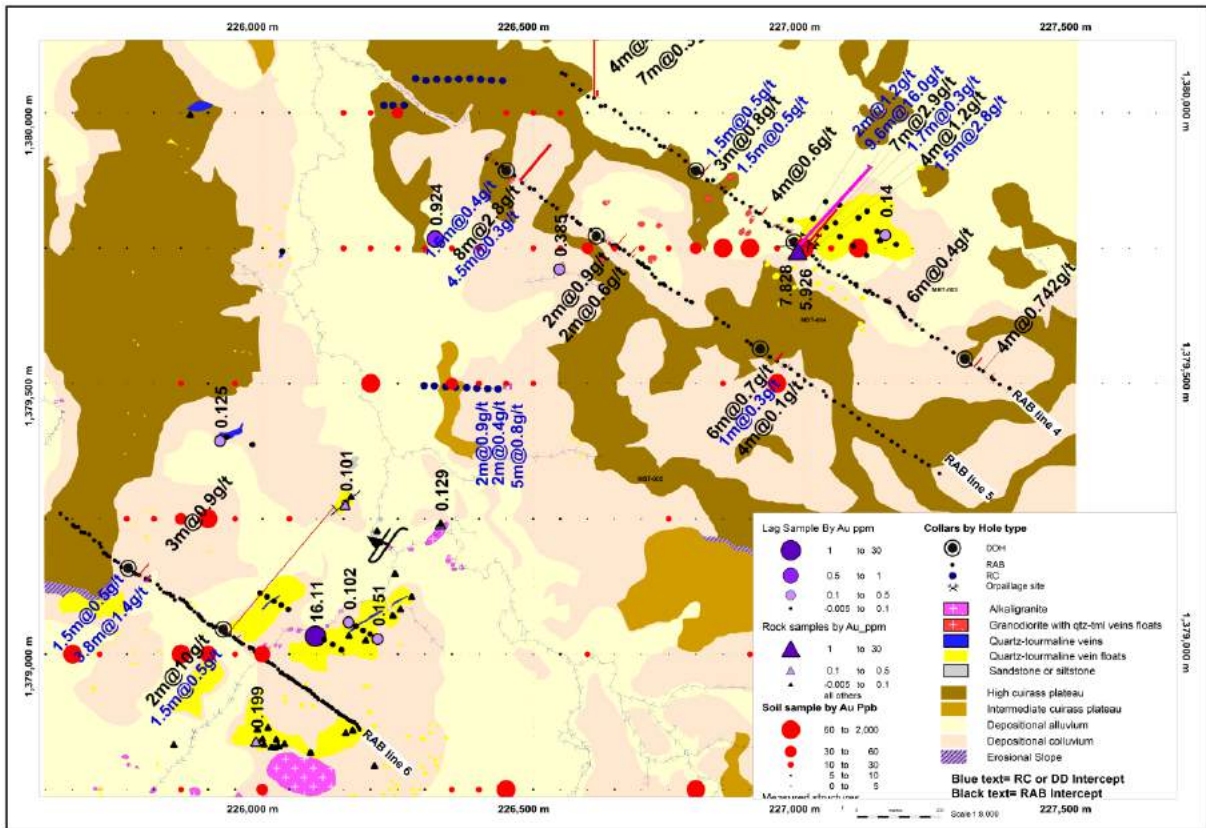 226,000 m
226,500 m
227,000 m
227,500 m
1,380,000 m
1,380,000 m
1,379,500 m
1,379,500 m
1,379,000 m
1,379,000 m
1.5m@0.5g/t
3m@0.8g/t
1.5m@0.5g/t
4m@0.6g/t
2m@1.2g/t
9.6m@16.0g/t
7m@2.9g/t
1.7m@0.3g/t
4m@1.2g/t
1.5m@2.8g/t
0.14
0.924
8m@2.8g/t
4.5m@0.3g/t
0.385
2m@0.9g/t
2m@0.6g/t
7.828
5.926
6m@0.4g/t
4m@0.742g/t
6m@0.7g/t
1m@0.3g/t
4m@0.1g/t
RAB line 4
RAB line 5
2m@0.9g/t
2m@0.4g/t
5m@0.8g/t
0.125
0.101
0.129
3m@0.9g/t
1.5m@0.5g/t
3.8m@1.4g/t
2m@10g/t
1.5m@0.5g/t
16.11
0.102
0.151
0.199
RAB line 6
Lag Sample By Au ppm
1 to 30
0.5 to 1
0.1 to 0.5
-0.005 to 0.1
Rock samples by Au_ppm
1 to 30
0.1 to 0.5
-0.005 to 0.1
all others
Soil sample by Au Ppb
60 to 2,000
30 to 60
10 to 30
5 to 10
0 to 5
Measured structures
Collars by Hole type
DDH
RAB
RC
Orpaillage site
Alkaligranite
Granodiorite with qtz-tml veins floats
Quartz-tourmaline veins
Quartz-tourmaline vein floats
Sandstone or siltstone
High cuirass plateau
Intermediate cuirass plateau
Depositional alluvium
Depositional colluvium
Erosional Slope
Blue text= RC or DD Intercept
Black text= RAB Intercept
Scale 1:8,000